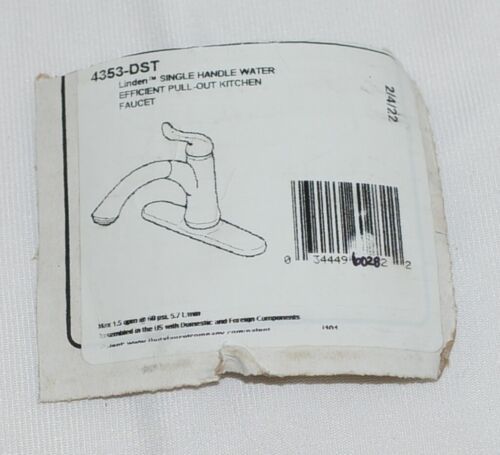 4353-DST
Linden™ SINGLE HANDLE WATER
EFFICIENT PULL-OUT KITCHEN
FAUCET
2/4/22
0 34449 60282 2
Max 1.5 gpm @ 60 psi, 5.7 L/min
Assembled in the US with Domestic and Foreign Components